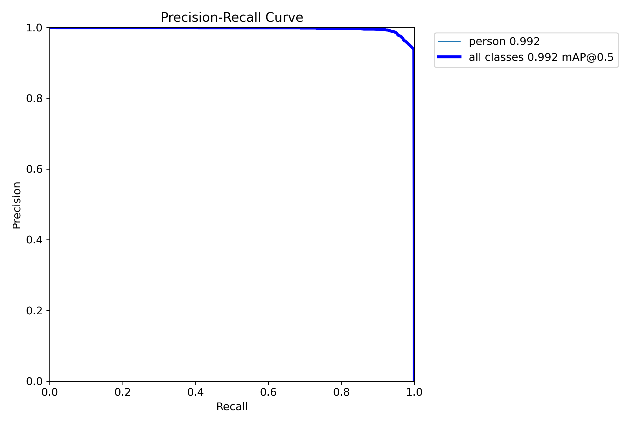 Precision-Recall Curve
person 0.992
all classes 0.992 mAP@0.5
Precision
1.0
0.8
0.6
0.4
0.2
0.0
0.0 0.2 0.4 0.6 0.8 1.0
Recall